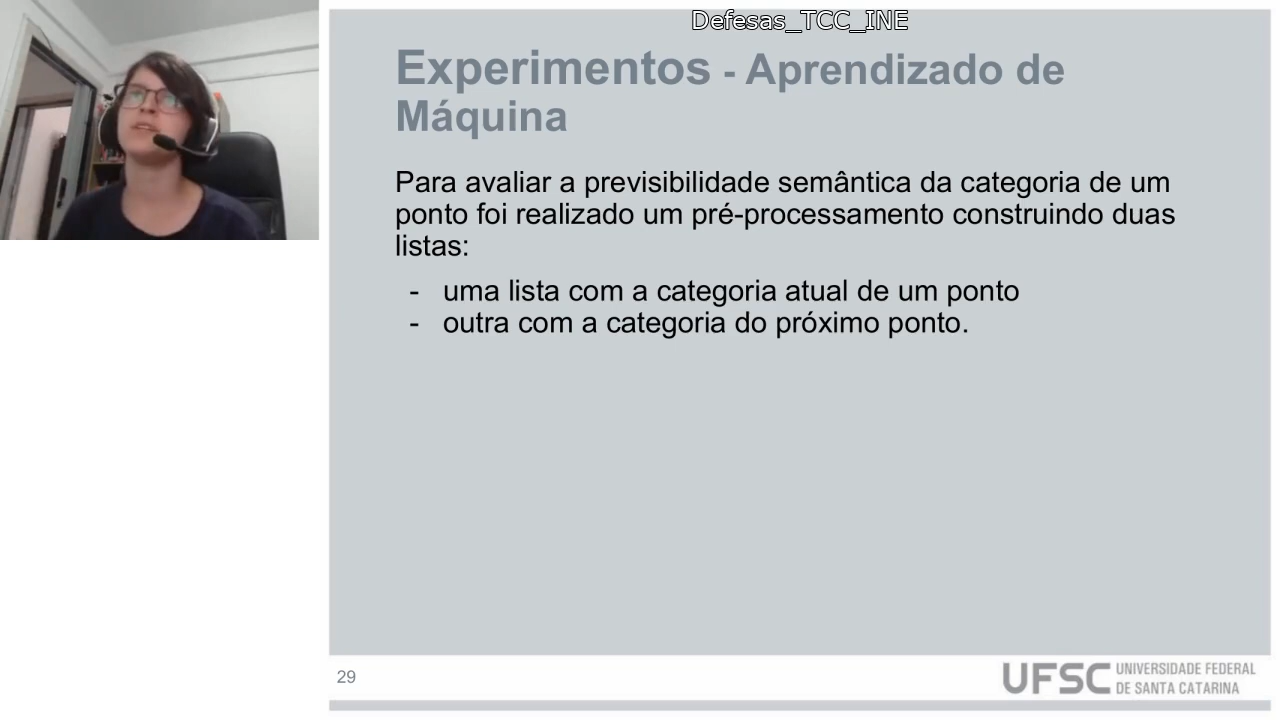 Defesas_TCC_INE
Experimentos - Aprendizado de
Máquina
Para avaliar a previsibilidade semântica da categoria de um
ponto foi realizado um pré-processamento construindo duas
listas:
- uma lista com a categoria atual de um ponto
- outra com a categoria do próximo ponto.
29
UFSC UNIVERSIDADE FEDERAL
DE SANTA CATARINA